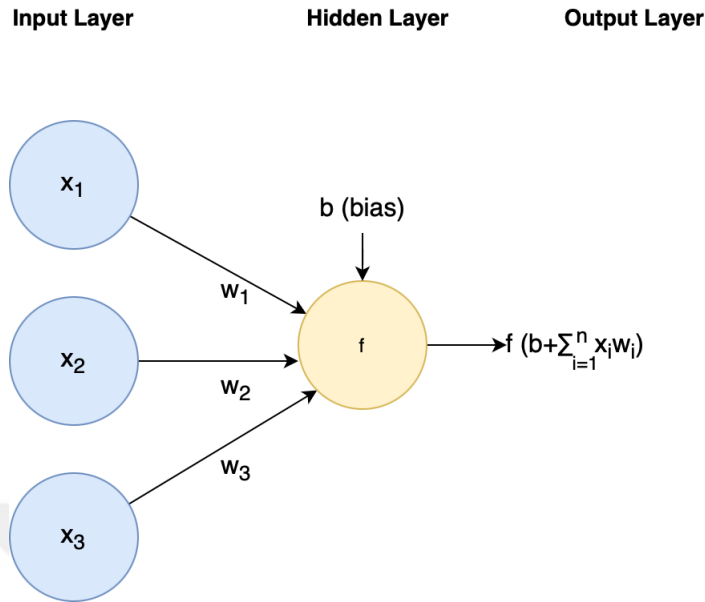 Input Layer
Hidden Layer
Output Layer
x₁
b (bias)
w₁
x₂
f
f (b+∑ⁿᵢ₌₁ xᵢwᵢ)
w₂
w₃
x₃